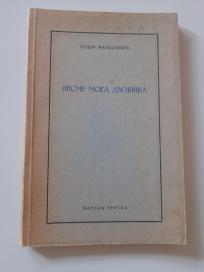 ТОДОР МАНОЈЛОВИЋ
ПЕСМЕ МОГА ДВОЈНИКА
МАТИЦА СРПСКА